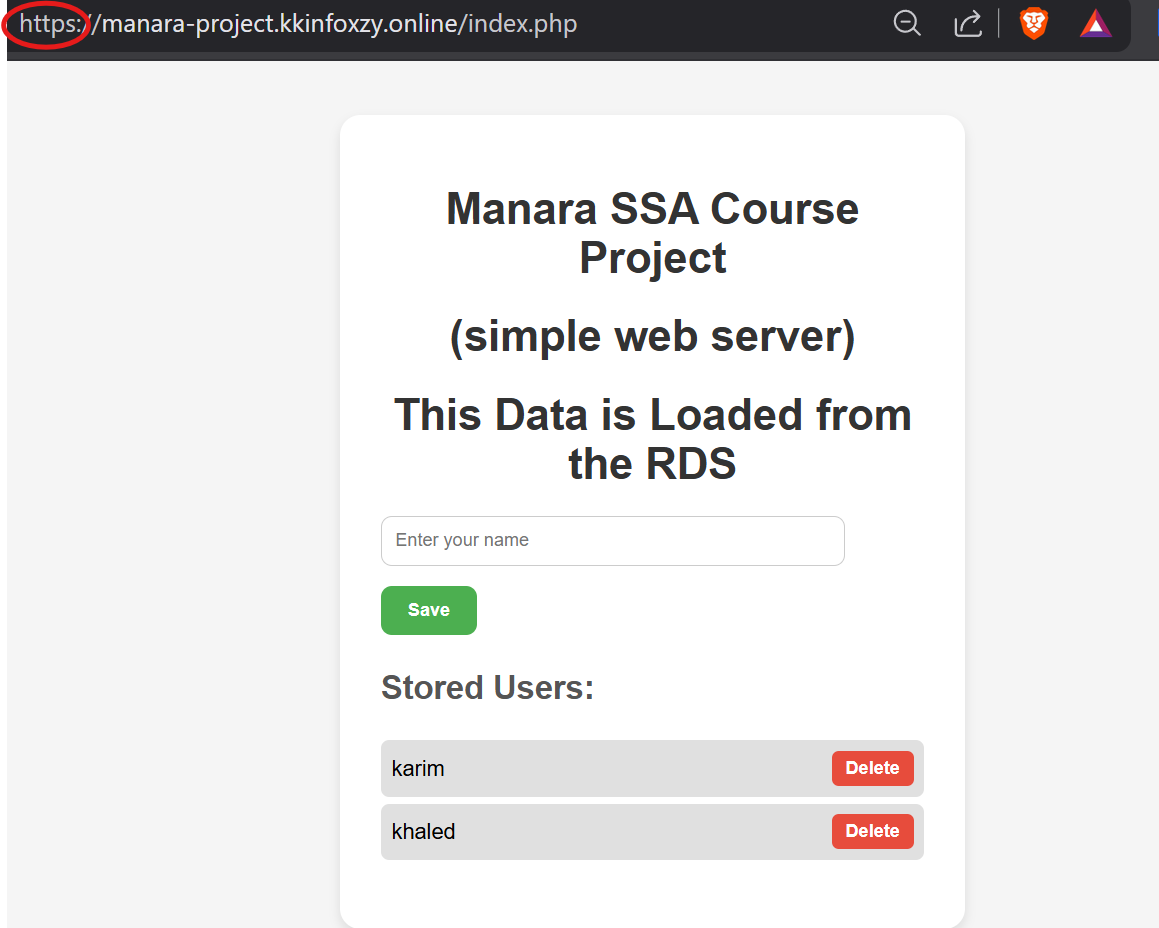 https://manara-project.kkinfoxzy.online/index.php
Manara SSA Course
Project
(simple web server)
This Data is Loaded from
the RDS
Enter your name
Save
Stored Users:
karim Delete
khaled Delete